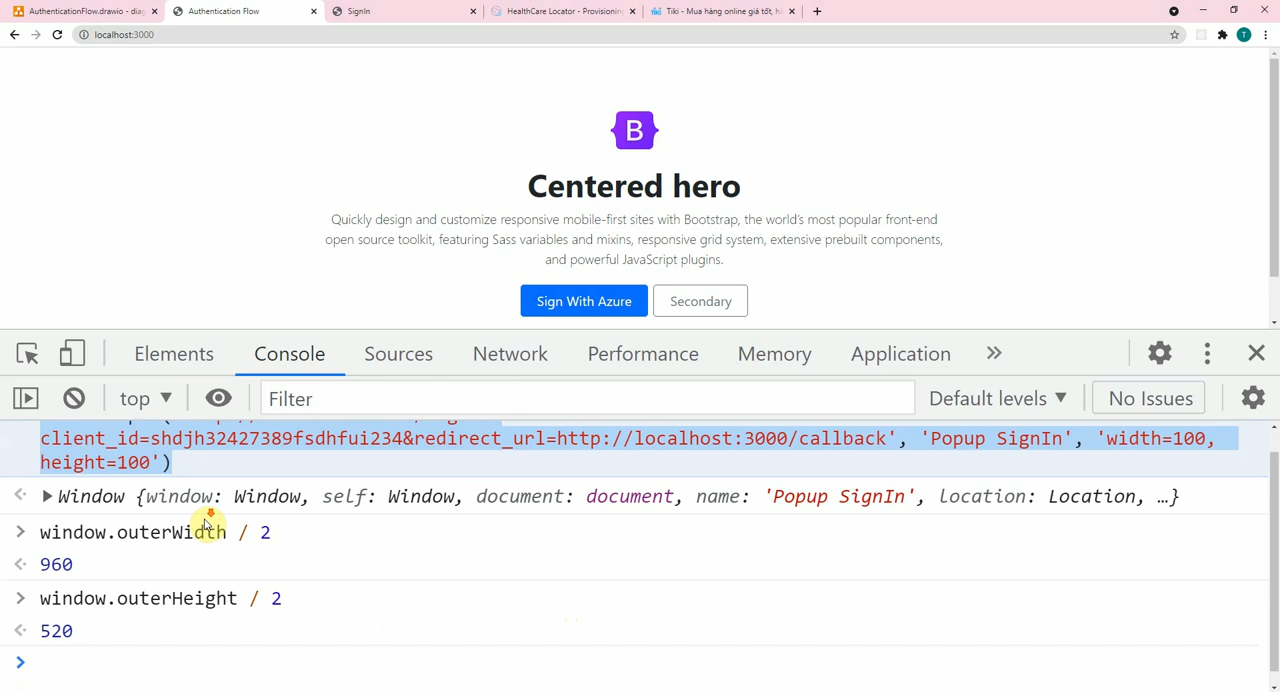 AuthenticationFlow.drawio - diag
Authentication Flow
SignIn
HealthCare Locator - Provisioning
Tiki - Mua hàng online giá tốt, hà
localhost:3000
T
B
Centered hero
Quickly design and customize responsive mobile-first sites with Bootstrap, the world's most popular front-end
open source toolkit, featuring Sass variables and mixins, responsive grid system, extensive prebuilt components,
and powerful JavaScript plugins.
Sign With Azure
Secondary
Elements
Console
Sources
Network
Performance
Memory
Application
top
Filter
Default levels
No Issues
client_id=shdjh32427389fsdhfui234&redirect_url=http://localhost:3000/callback', 'Popup SignIn', 'width=100,
height=100')
Window {window: Window, self: Window, document: document, name: 'Popup SignIn', location: Location, …}
window.outerWidth / 2
960
window.outerHeight / 2
520